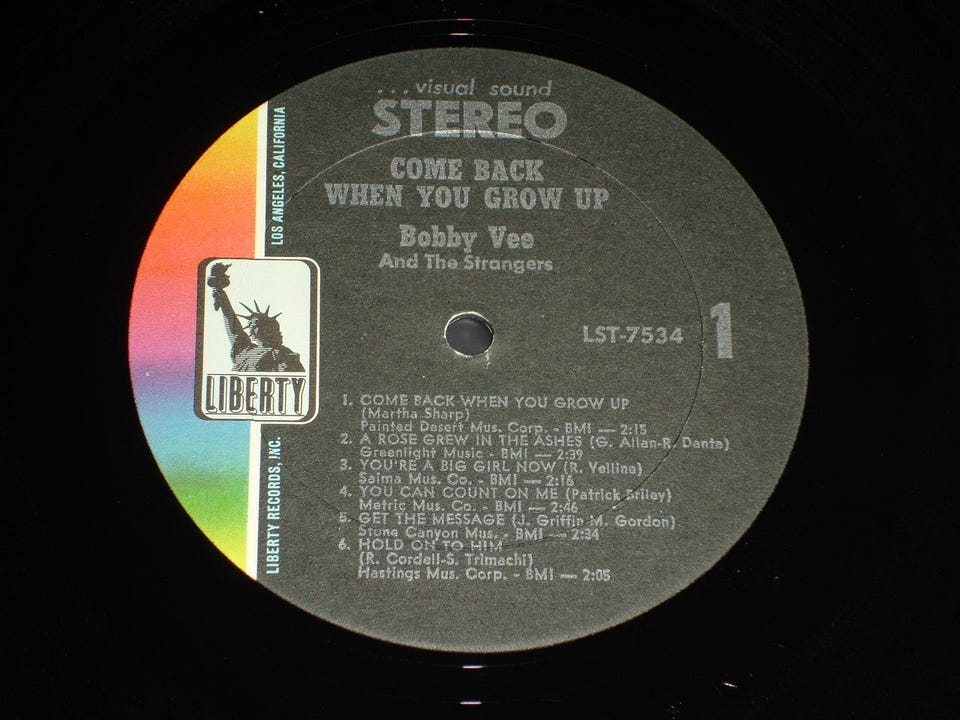 ...visual sound
STEREO
COME BACK
WHEN YOU GROW UP
Bobby Vee
And The Strangers
LOS ANGELES, CALIFORNIA
LIBERTY
LIBERTY RECORDS, INC.
LST-7534
1
1. COME BACK WHEN YOU GROW UP
(Martha Sharp)
Painted Desert Mus. Corp. - BMI — 2:15
2. A ROSE GREW IN THE ASHES (G. Allan-R. Dante)
Greenlight Music - BMI — 2:39
3. YOU'RE A BIG GIRL NOW (R. Velline)
Saima Mus. Co. - BMI — 2:16
4. YOU CAN COUNT ON ME (Patrick Briley)
Metric Mus. Co. - BMI — 2:46
5. GET THE MESSAGE (J. Griffin-M. Gordon)
Stone Canyon Mus. - BMI — 2:34
6. HOLD ON TO HIM
(R. Cordell-S. Trimachi)
Hastings Mus. Corp. - BMI — 2:05